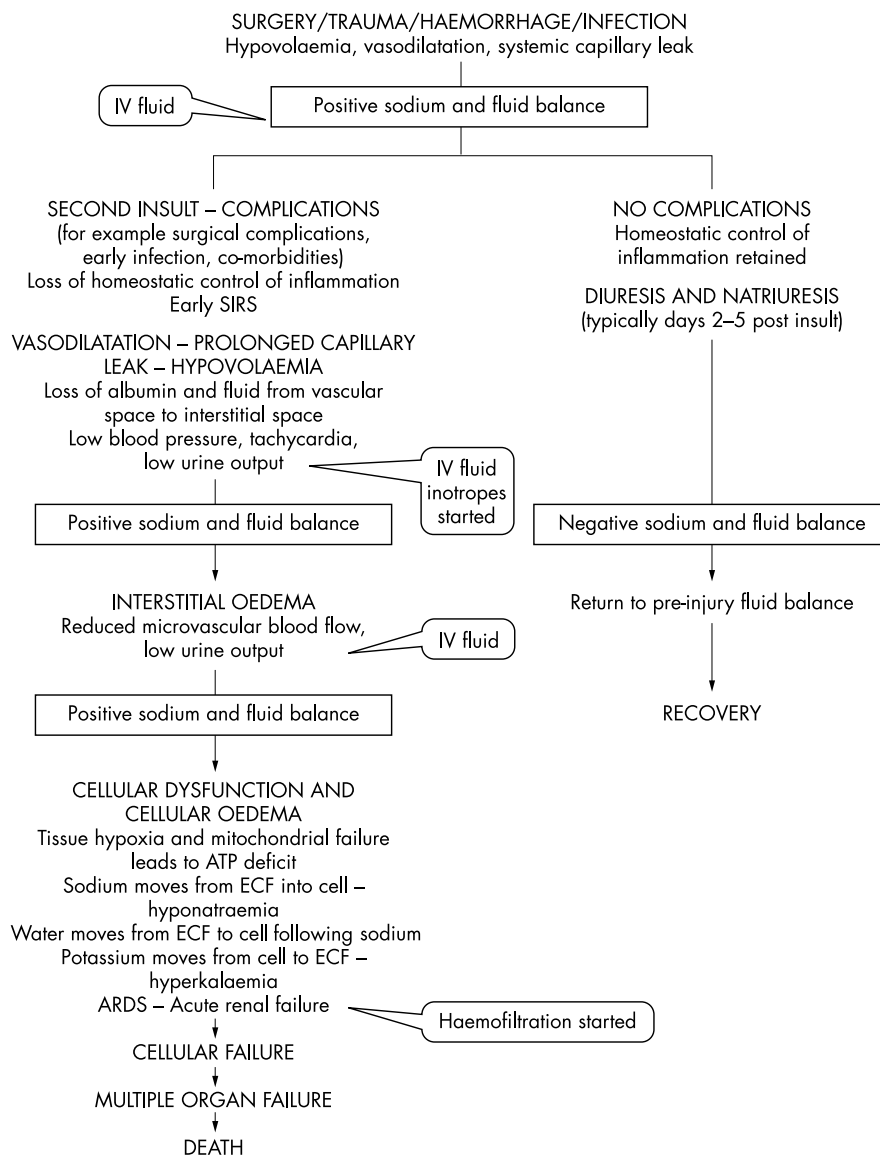 SURGERY/TRAUMA/HAEMORRHAGE/INFECTION
Hypovolaemia, vasodilatation, systemic capillary leak
IV fluid
Positive sodium and fluid balance
SECOND INSULT – COMPLICATIONS
(for example surgical complications,
early infection, co-morbidities)
Loss of homeostatic control of inflammation
Early SIRS
VASODILATATION – PROLONGED CAPILLARY
LEAK – HYPOVOLAEMIA
Loss of albumin and fluid from vascular
space to interstitial space
Low blood pressure, tachycardia,
low urine output
IV fluid
inotropes
started
Positive sodium and fluid balance
INTERSTITIAL OEDEMA
Reduced microvascular blood flow,
low urine output
IV fluid
Positive sodium and fluid balance
CELLULAR DYSFUNCTION AND
CELLULAR OEDEMA
Tissue hypoxia and mitochondrial failure
leads to ATP deficit
Sodium moves from ECF into cell –
hyponatraemia
Water moves from ECF to cell following sodium
Potassium moves from cell to ECF –
hyperkalaemia
ARDS – Acute renal failure
Haemofiltration started
CELLULAR FAILURE
MULTIPLE ORGAN FAILURE
DEATH
NO COMPLICATIONS
Homeostatic control of
inflammation retained
DIURESIS AND NATRIURESIS
(typically days 2–5 post insult)
Negative sodium and fluid balance
Return to pre-injury fluid balance
RECOVERY